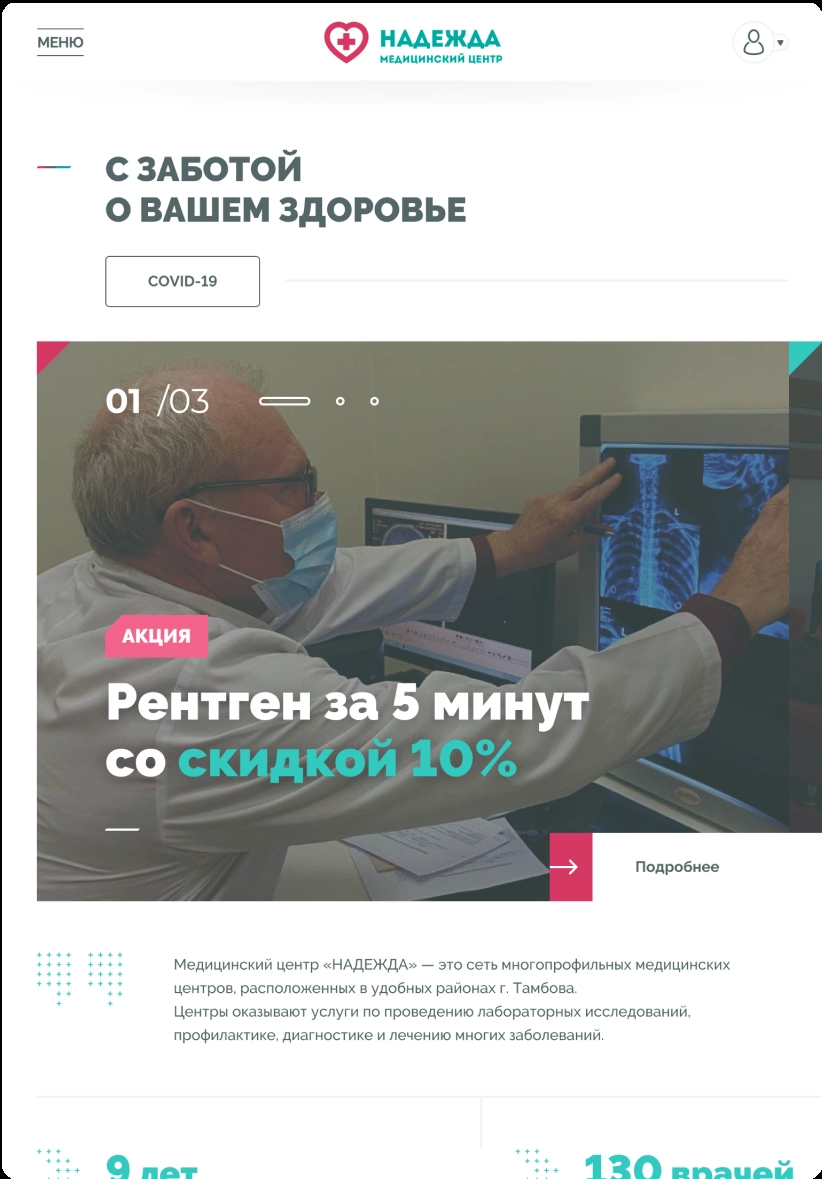 МЕНЮ
НАДЕЖДА
МЕДИЦИНСКИЙ ЦЕНТР
С ЗАБОТОЙ
О ВАШЕМ ЗДОРОВЬЕ
COVID-19
01 /03
L
L
АКЦИЯ
Рентген за 5 минут
со скидкой 10%
Подробнее
Медицинский центр «НАДЕЖДА» — это сеть многопрофильных медицинских
центров, расположенных в удобных районах г. Тамбова.
Центры оказывают услуги по проведению лабораторных исследований,
профилактике, диагностике и лечению многих заболеваний.
9 лет
130 врачей